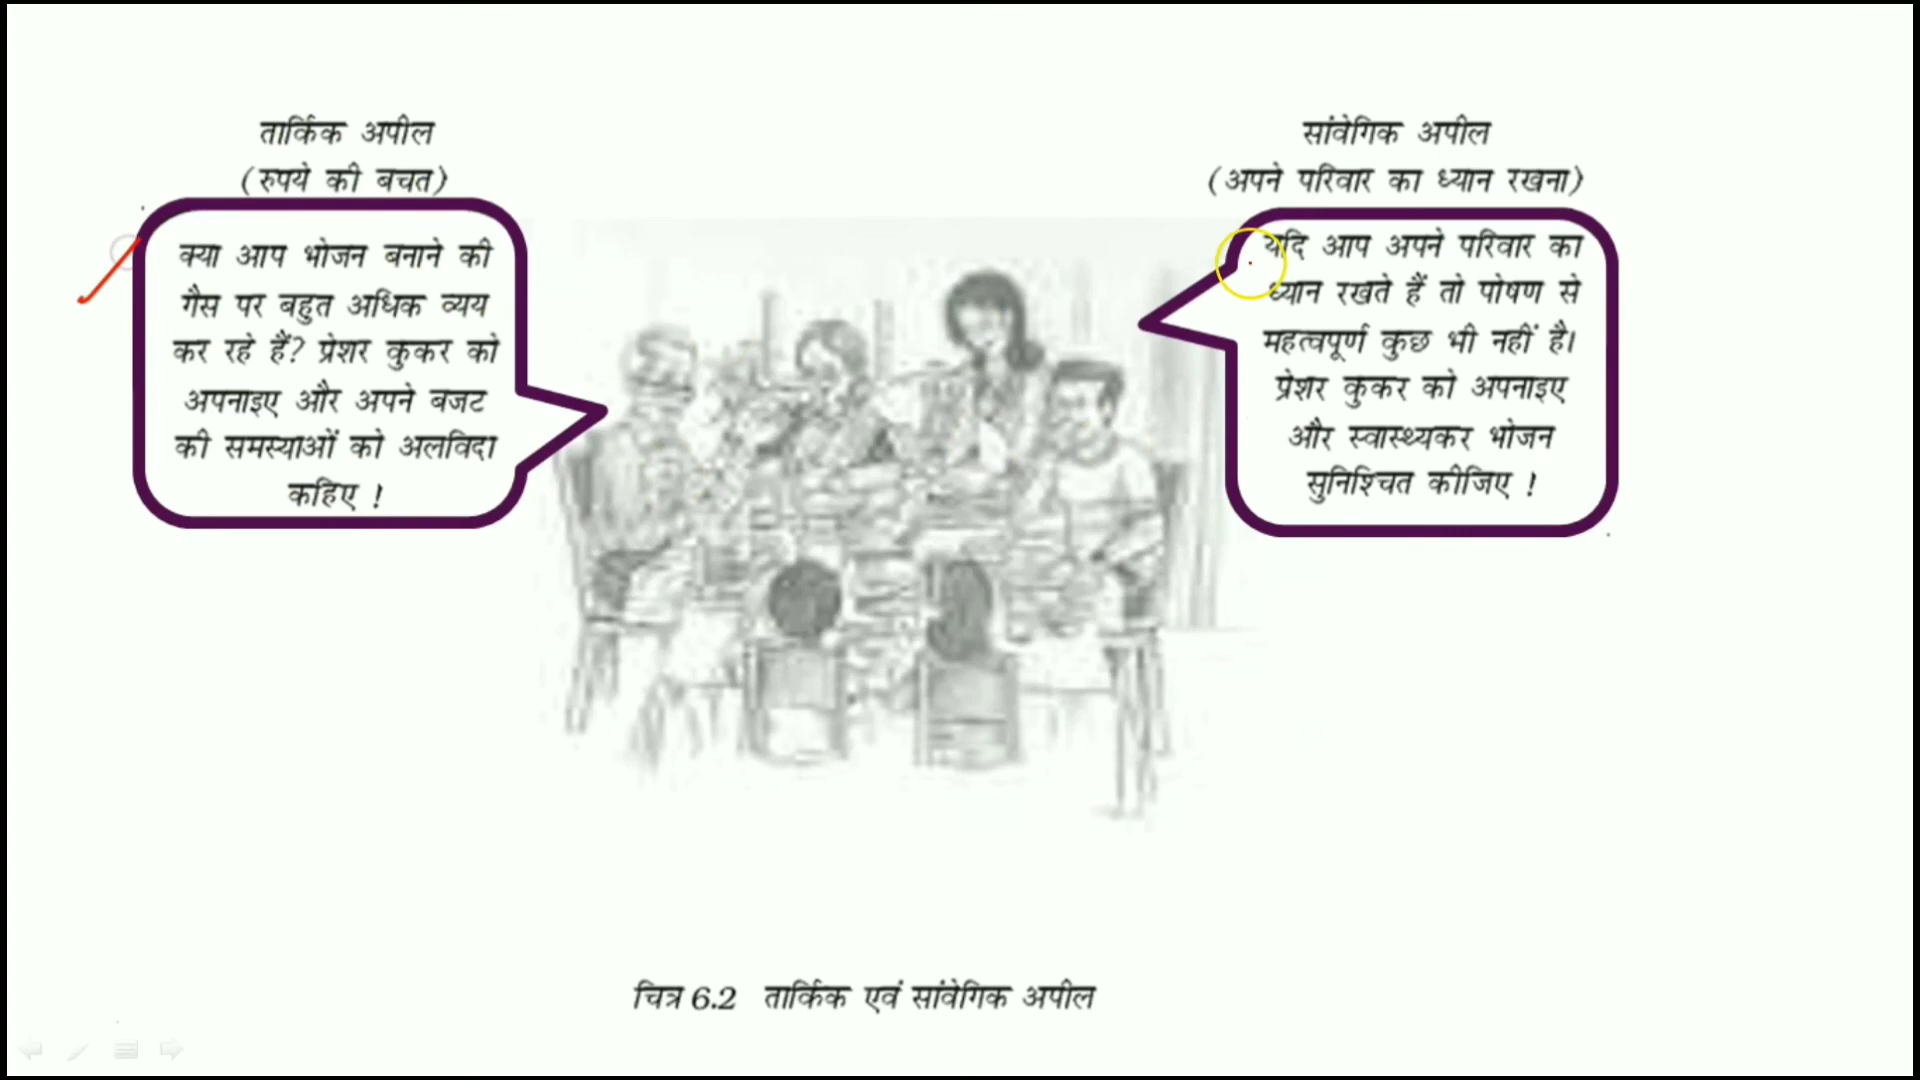 तार्किक अपील
(रुपये की बचत)
क्या आप भोजन बनाने की
गैस पर बहुत अधिक व्यय
कर रहे हैं? प्रेशर कुकर को
अपनाइए और अपने बजट
की समस्याओं को अलविदा
कहिए !
सांवेगिक अपील
(अपने परिवार का ध्यान रखना)
यदि आप अपने परिवार का
ध्यान रखते हैं तो पोषण से
महत्वपूर्ण कुछ भी नहीं है।
प्रेशर कुकर को अपनाइए
और स्वास्थ्यकर भोजन
सुनिश्चित कीजिए !
चित्र 6.2 तार्किक एवं सांवेगिक अपील